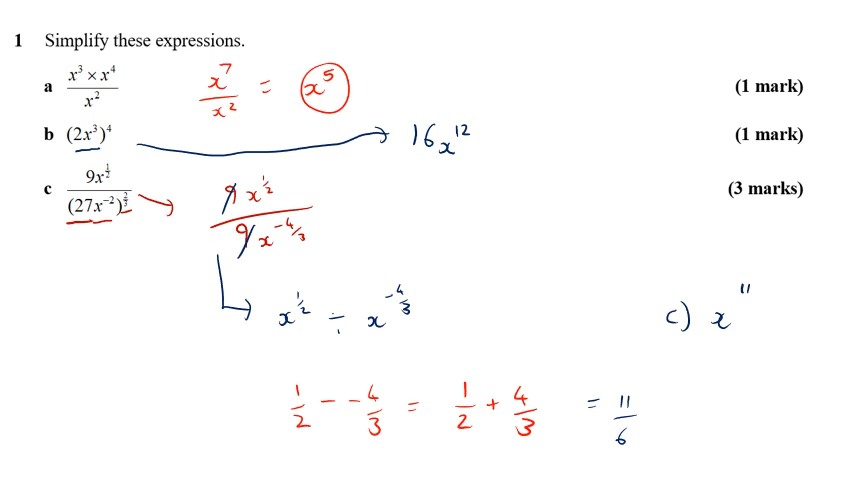 1 Simplify these expressions.
a (x³ × x⁴)/x² x⁷/x² = x⁵ (1 mark)
b (2x³)⁴ → 16x¹² (1 mark)
c 9x^(1/2)/(27x⁻²)^(2/3) → 9x^(1/2)/9x^(-4/3) (3 marks)
→ x^(1/2) ÷ x^(-4/3) c) x^11
1/2 - -4/3 = 1/2 + 4/3 = 11/6